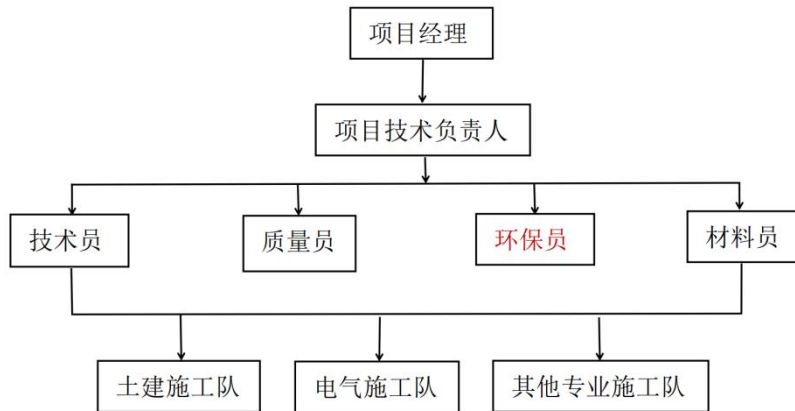 项目经理
项目技术负责人
技术员
质量员
环保员
材料员
土建施工队
电气施工队
其他专业施工队